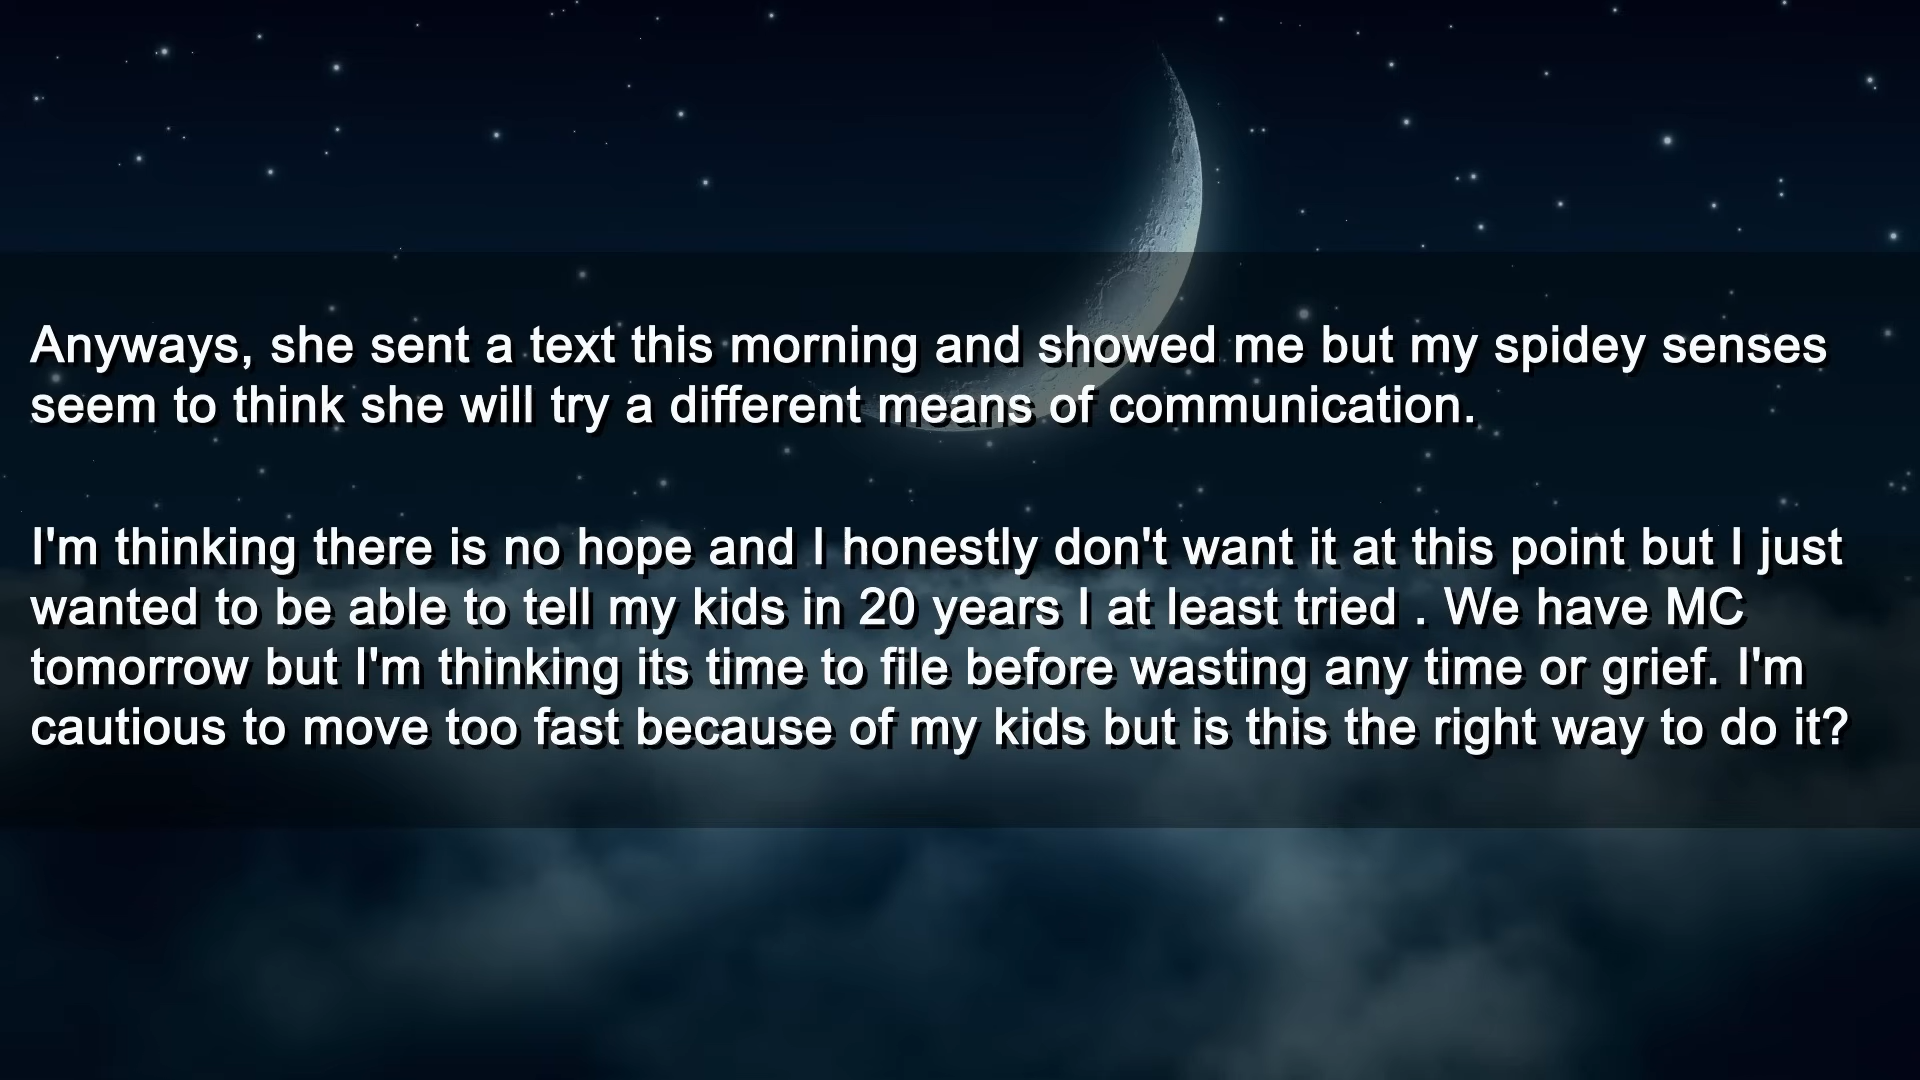 Anyways, she sent a text this morning and showed me but my spidey senses
seem to think she will try a different means of communication.
I'm thinking there is no hope and I honestly don't want it at this point but I just
wanted to be able to tell my kids in 20 years I at least tried . We have MC
tomorrow but I'm thinking its time to file before wasting any time or grief. I'm
cautious to move too fast because of my kids but is this the right way to do it?